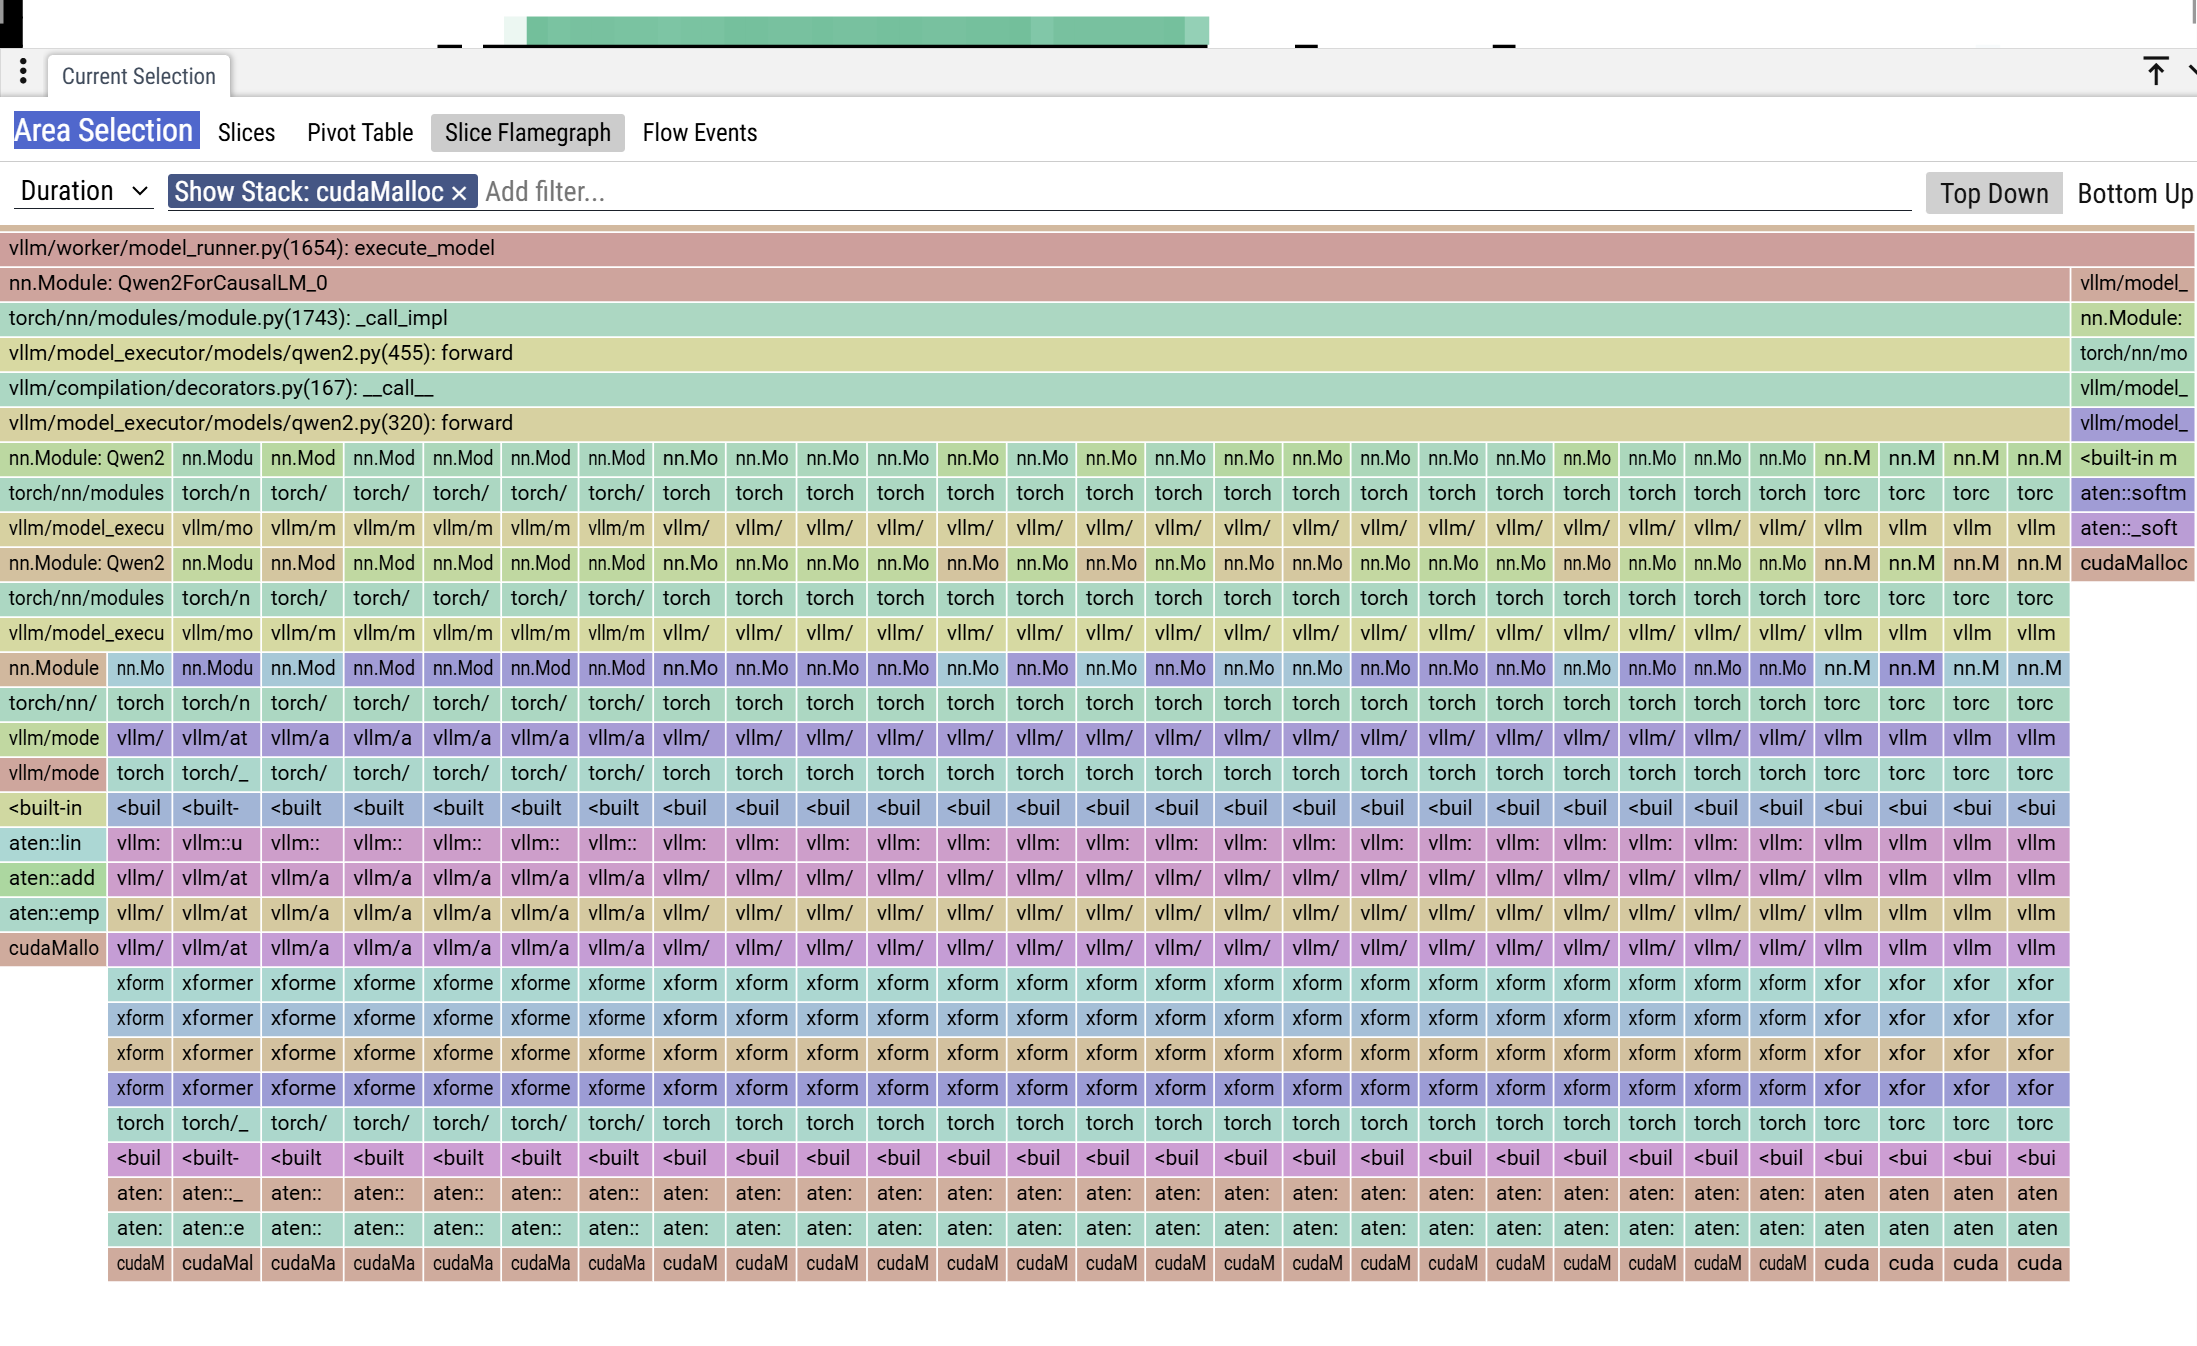 Current Selection
Area Selection Slices Pivot Table Slice Flamegraph Flow Events
Duration Show Stack: cudaMalloc × Add filter... Top Down Bottom Up
vllm/worker/model_runner.py(1654): execute_model
nn.Module: Qwen2ForCausalLM_0 vllm/model_
torch/nn/modules/module.py(1743): _call_impl nn.Module:
vllm/model_executor/models/qwen2.py(455): forward torch/nn/mo
vllm/compilation/decorators.py(167): __call__ vllm/model_
vllm/model_executor/models/qwen2.py(320): forward vllm/model_
nn.Module: Qwen2 nn.Modu nn.Mod nn.Mod nn.Mod nn.Mod nn.Mod nn.Mo nn.Mo nn.Mo nn.Mo nn.Mo nn.Mo nn.Mo nn.Mo nn.Mo nn.Mo nn.Mo nn.Mo nn.Mo nn.Mo nn.Mo nn.Mo nn.Mo nn.M nn.M nn.M nn.M <built-in m
torch/nn/modules torch/n torch/ torch/ torch/ torch/ torch/ torch torch torch torch torch torch torch torch torch torch torch torch torch torch torch torch torch torc torc torc torc aten::softm
vllm/model_execu vllm/mo vllm/m vllm/m vllm/m vllm/m vllm/m vllm/ vllm/ vllm/ vllm/ vllm/ vllm/ vllm/ vllm/ vllm/ vllm/ vllm/ vllm/ vllm/ vllm/ vllm/ vllm/ vllm/ vllm vllm vllm vllm aten::_soft
nn.Module: Qwen2 nn.Modu nn.Mod nn.Mod nn.Mod nn.Mod nn.Mod nn.Mo nn.Mo nn.Mo nn.Mo nn.Mo nn.Mo nn.Mo nn.Mo nn.Mo nn.Mo nn.Mo nn.Mo nn.Mo nn.Mo nn.Mo nn.Mo nn.Mo nn.M nn.M nn.M nn.M cudaMalloc
torch/nn/modules torch/n torch/ torch/ torch/ torch/ torch/ torch torch torch torch torch torch torch torch torch torch torch torch torch torch torch torch torch torc torc torc torc
vllm/model_execu vllm/mo vllm/m vllm/m vllm/m vllm/m vllm/m vllm/ vllm/ vllm/ vllm/ vllm/ vllm/ vllm/ vllm/ vllm/ vllm/ vllm/ vllm/ vllm/ vllm/ vllm/ vllm/ vllm/ vllm vllm vllm vllm
nn.Module nn.Mo nn.Modu nn.Mod nn.Mod nn.Mod nn.Mod nn.Mod nn.Mo nn.Mo nn.Mo nn.Mo nn.Mo nn.Mo nn.Mo nn.Mo nn.Mo nn.Mo nn.Mo nn.Mo nn.Mo nn.Mo nn.Mo nn.Mo nn.Mo nn.M nn.M nn.M nn.M
torch/nn/ torch torch/n torch/ torch/ torch/ torch/ torch/ torch torch torch torch torch torch torch torch torch torch torch torch torch torch torch torch torch torc torc torc torc
vllm/mode vllm/ vllm/at vllm/a vllm/a vllm/a vllm/a vllm/a vllm/ vllm/ vllm/ vllm/ vllm/ vllm/ vllm/ vllm/ vllm/ vllm/ vllm/ vllm/ vllm/ vllm/ vllm/ vllm/ vllm/ vllm vllm vllm vllm
vllm/mode torch torch/_ torch/ torch/ torch/ torch/ torch/ torch torch torch torch torch torch torch torch torch torch torch torch torch torch torch torch torch torc torc torc torc
<built-in <buil <built- <built <built <built <built <built <buil <buil <buil <buil <buil <buil <buil <buil <buil <buil <buil <buil <buil <buil <buil <buil <buil <bui <bui <bui <bui
aten::lin vllm: vllm::u vllm:: vllm:: vllm:: vllm:: vllm:: vllm: vllm: vllm: vllm: vllm: vllm: vllm: vllm: vllm: vllm: vllm: vllm: vllm: vllm: vllm: vllm: vllm: vllm vllm vllm vllm
aten::add vllm/ vllm/at vllm/a vllm/a vllm/a vllm/a vllm/a vllm/ vllm/ vllm/ vllm/ vllm/ vllm/ vllm/ vllm/ vllm/ vllm/ vllm/ vllm/ vllm/ vllm/ vllm/ vllm/ vllm/ vllm vllm vllm vllm
aten::emp vllm/ vllm/at vllm/a vllm/a vllm/a vllm/a vllm/a vllm/ vllm/ vllm/ vllm/ vllm/ vllm/ vllm/ vllm/ vllm/ vllm/ vllm/ vllm/ vllm/ vllm/ vllm/ vllm/ vllm/ vllm vllm vllm vllm
cudaMallo vllm/ vllm/at vllm/a vllm/a vllm/a vllm/a vllm/a vllm/ vllm/ vllm/ vllm/ vllm/ vllm/ vllm/ vllm/ vllm/ vllm/ vllm/ vllm/ vllm/ vllm/ vllm/ vllm/ vllm/ vllm vllm vllm vllm
xform xformer xforme xforme xforme xforme xforme xform xform xform xform xform xform xform xform xform xform xform xform xform xform xform xform xform xfor xfor xfor xfor
xform xformer xforme xforme xforme xforme xforme xform xform xform xform xform xform xform xform xform xform xform xform xform xform xform xform xform xfor xfor xfor xfor
xform xformer xforme xforme xforme xforme xforme xform xform xform xform xform xform xform xform xform xform xform xform xform xform xform xform xform xfor xfor xfor xfor
xform xformer xforme xforme xforme xforme xforme xform xform xform xform xform xform xform xform xform xform xform xform xform xform xform xform xform xfor xfor xfor xfor
torch torch/_ torch/ torch/ torch/ torch/ torch/ torch torch torch torch torch torch torch torch torch torch torch torch torch torch torch torch torch torc torc torc torc
<buil <built- <built <built <built <built <built <buil <buil <buil <buil <buil <buil <buil <buil <buil <buil <buil <buil <buil <buil <buil <buil <buil <bui <bui <bui <bui
aten: aten::_ aten:: aten:: aten:: aten:: aten:: aten: aten: aten: aten: aten: aten: aten: aten: aten: aten: aten: aten: aten: aten: aten: aten: aten: aten aten aten aten
aten: aten::e aten:: aten:: aten:: aten:: aten:: aten: aten: aten: aten: aten: aten: aten: aten: aten: aten: aten: aten: aten: aten: aten: aten: aten: aten aten aten aten
cudaM cudaMal cudaMa cudaMa cudaMa cudaMa cudaMa cudaM cudaM cudaM cudaM cudaM cudaM cudaM cudaM cudaM cudaM cudaM cudaM cudaM cudaM cudaM cudaM cudaM cuda cuda cuda cuda